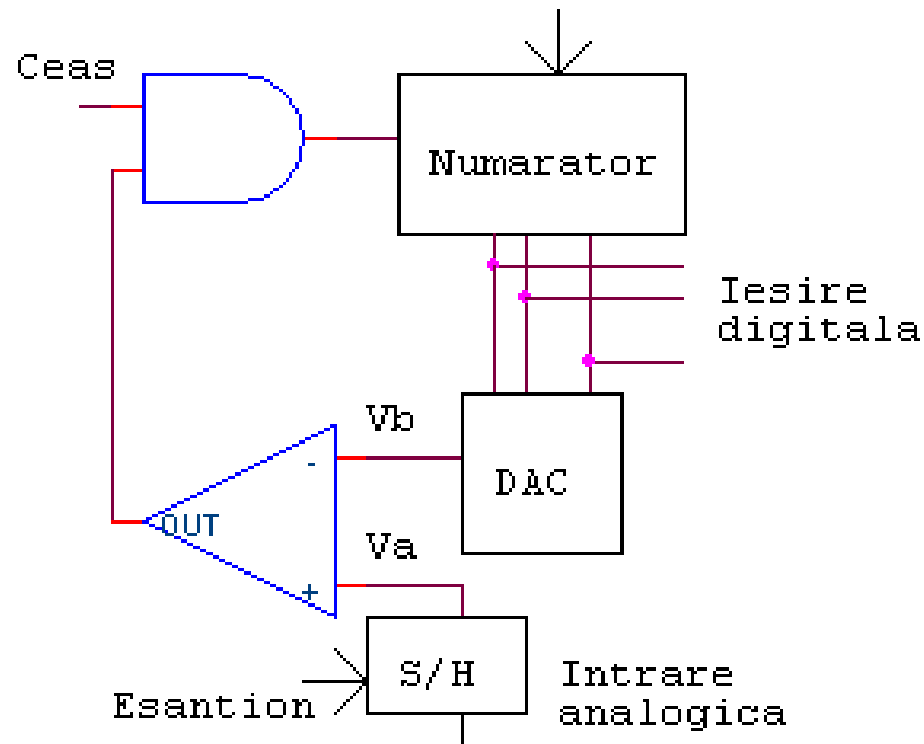 Ceas
Numarator
Iesire
digitala
Vb
-
DAC
OUT
Va
+
S/H
Intrare
Esantion
analogica